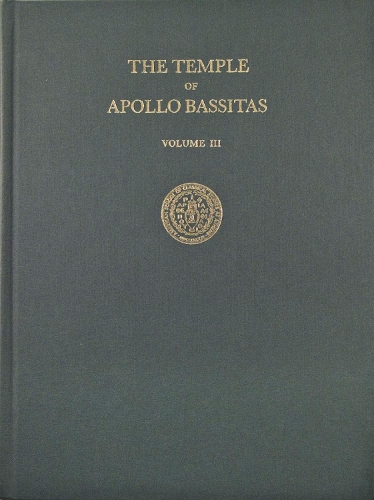 THE TEMPLE
OF
APOLLO BASSITAS
VOLUME III